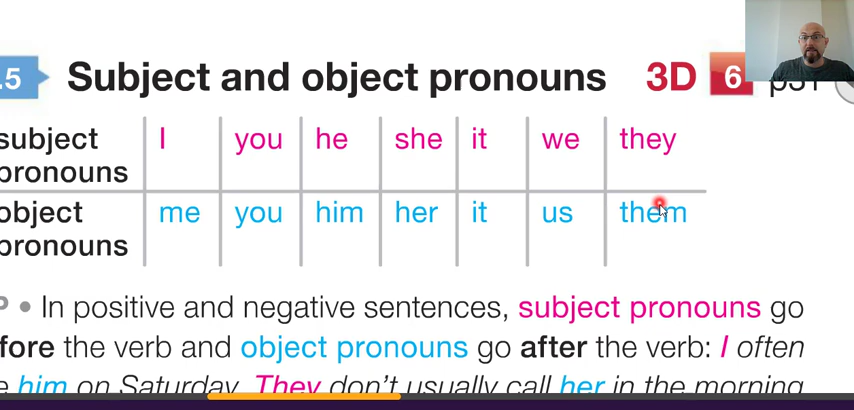 .5 Subject and object pronouns 3D 6
subject I you he she it we they
pronouns
object me you him her it us them
pronouns
• In positive and negative sentences, subject pronouns go
fore the verb and object pronouns go after the verb: I often
e him on Saturday. They don't usually call her in the morning